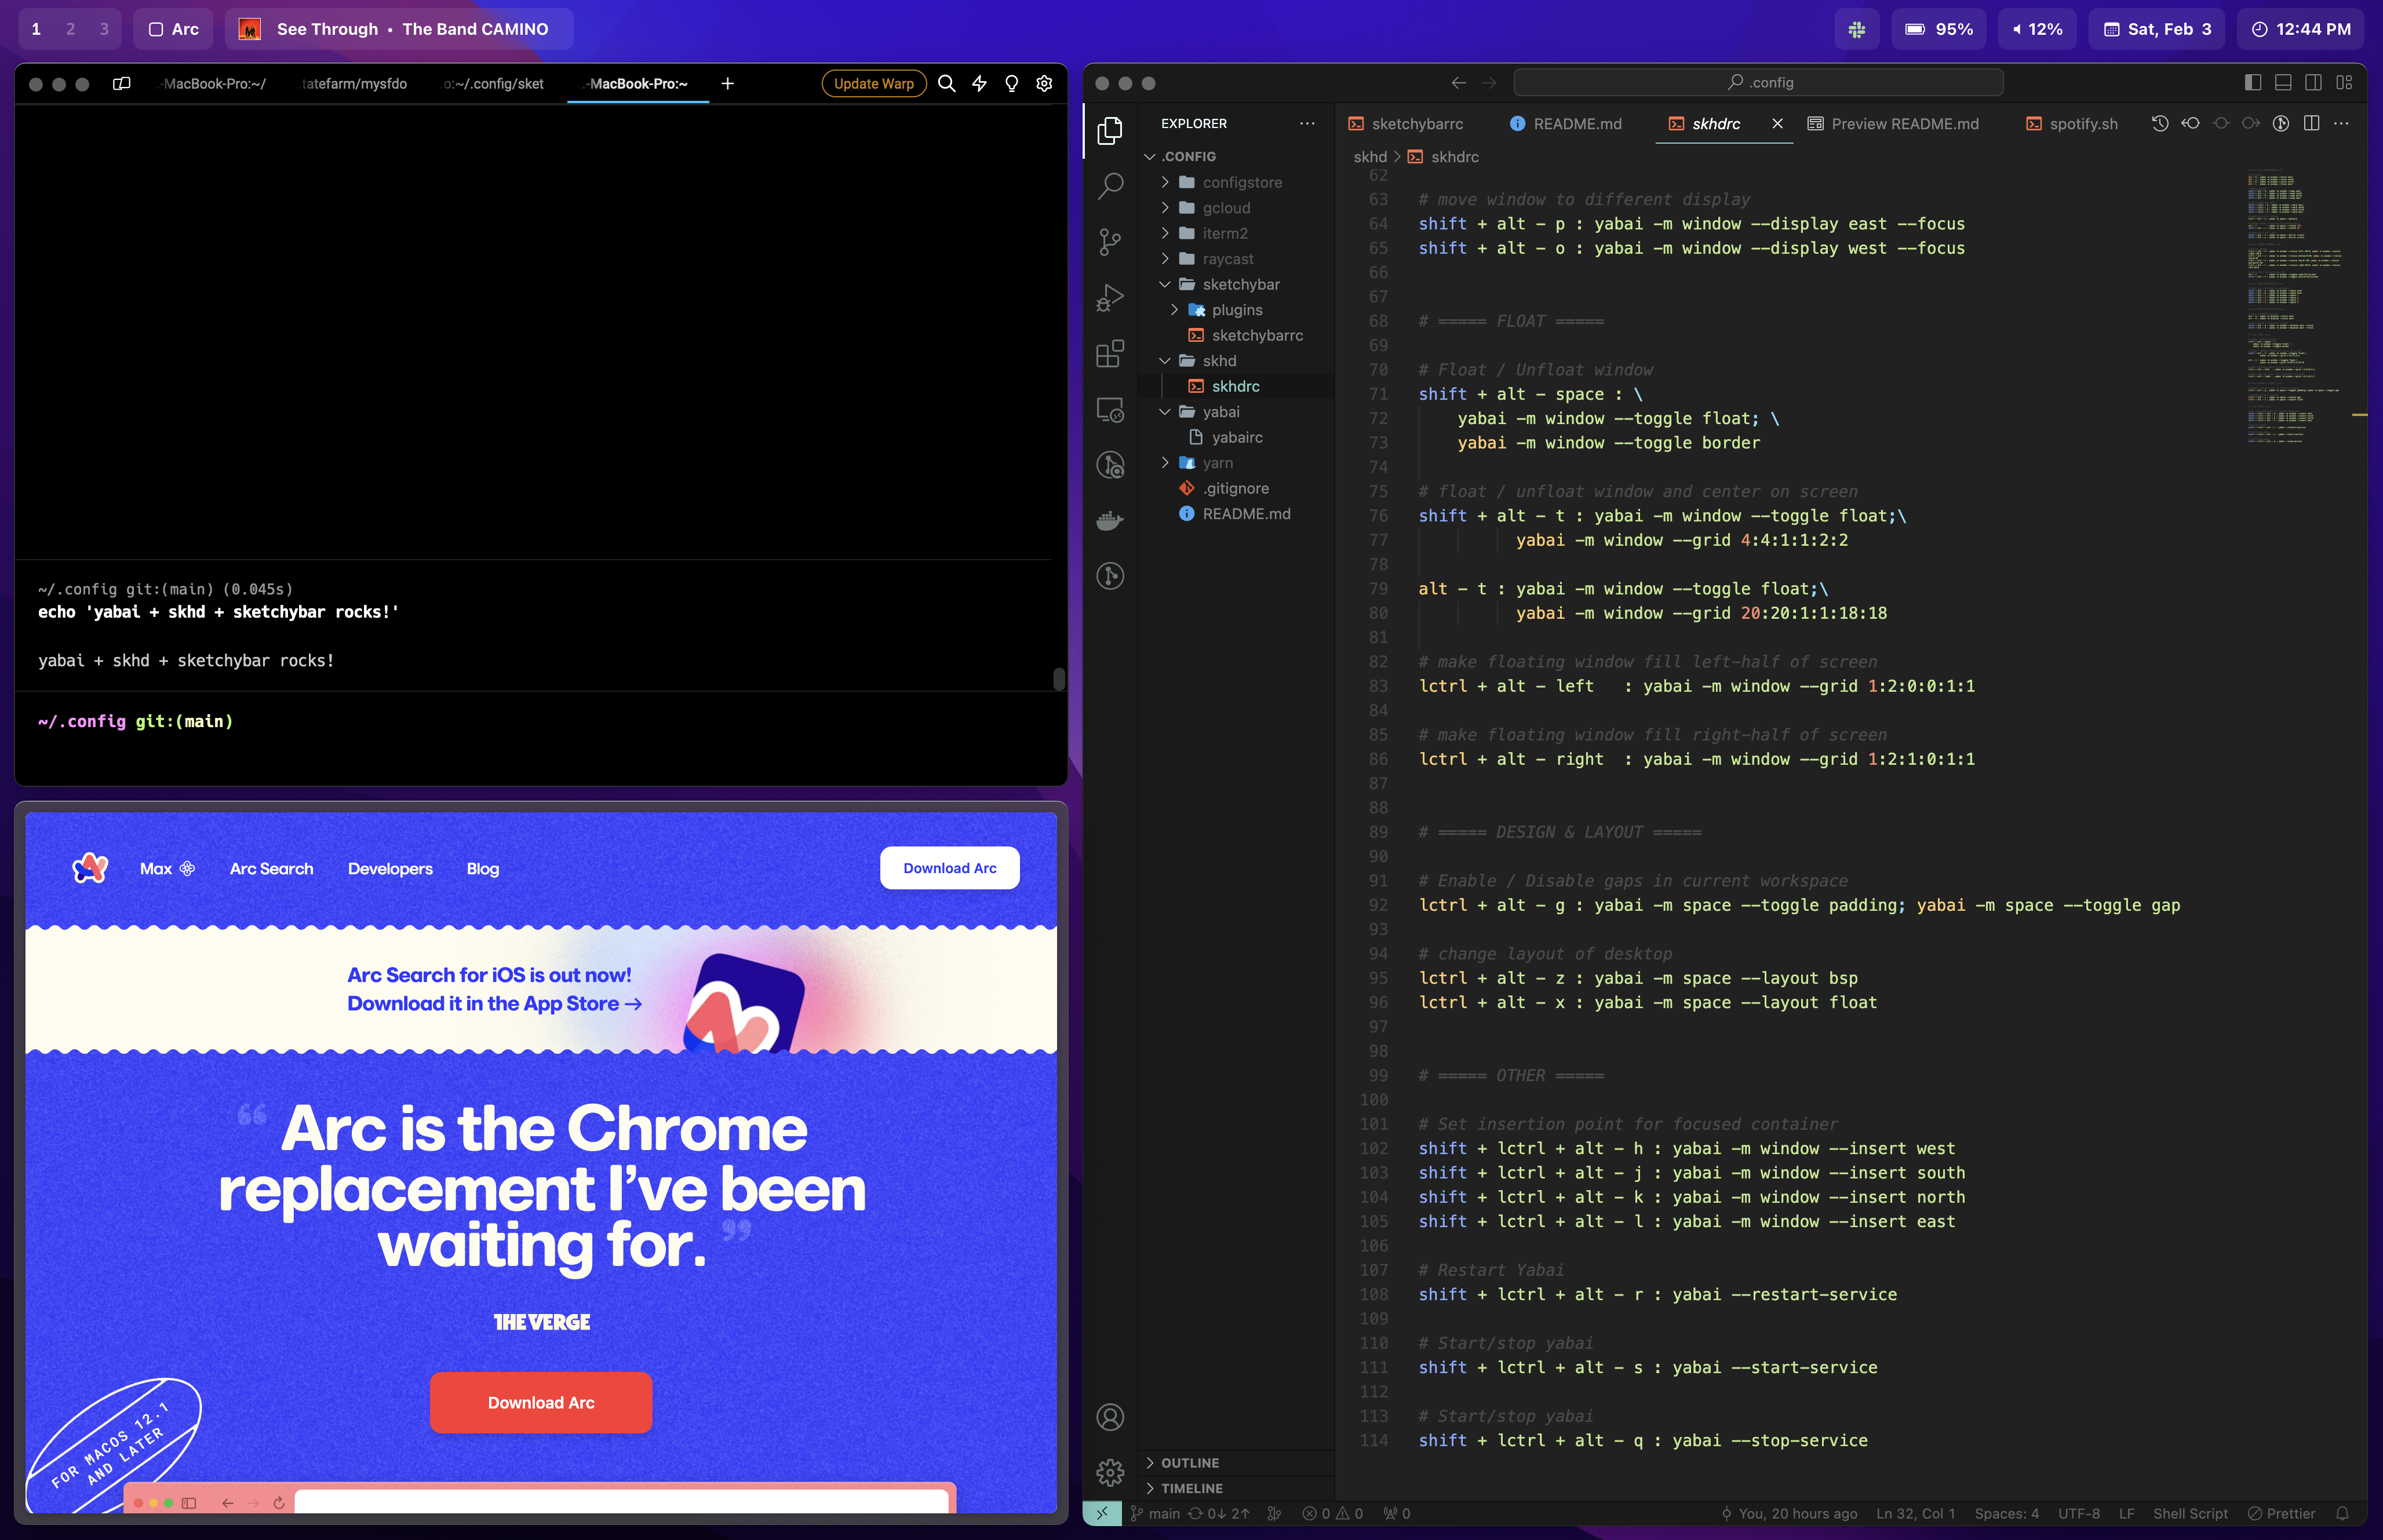 1 2 3
Arc
See Through • The Band CAMINO
95%
12%
Sat, Feb 3
12:44 PM
-MacBook-Pro:~/
tatefarm/mysfdo
o:~/.config/sket
-MacBook-Pro:~
Update Warp
~/.config git:(main) (0.045s)
echo 'yabai + skhd + sketchybar rocks!'
yabai + skhd + sketchybar rocks!
~/.config git:(main)
Max
Arc Search
Developers
Blog
Download Arc
Arc Search for iOS is out now!
Download it in the App Store →
“ Arc is the Chrome
replacement I’ve been
waiting for. ”
THE VERGE
Download Arc
FOR MACOS 12.1
AND LATER
.config
EXPLORER
.CONFIG
configstore
gcloud
iterm2
raycast
sketchybar
plugins
sketchybarrc
skhd
skhdrc
yabai
yabairc
yarn
.gitignore
README.md
OUTLINE
TIMELINE
sketchybarrc
README.md
skhdrc
Preview README.md
spotify.sh
skhd > skhdrc
62
63 # move window to different display
64 shift + alt - p : yabai -m window --display east --focus
65 shift + alt - o : yabai -m window --display west --focus
66
67
68 # ===== FLOAT =====
69
70 # Float / Unfloat window
71 shift + alt - space : \
72 yabai -m window --toggle float; \
73 yabai -m window --toggle border
74
75 # float / unfloat window and center on screen
76 shift + alt - t : yabai -m window --toggle float;\
77 yabai -m window --grid 4:4:1:1:2:2
78
79 alt - t : yabai -m window --toggle float;\
80 yabai -m window --grid 20:20:1:1:18:18
81
82 # make floating window fill left-half of screen
83 lctrl + alt - left : yabai -m window --grid 1:2:0:0:1:1
84
85 # make floating window fill right-half of screen
86 lctrl + alt - right : yabai -m window --grid 1:2:1:0:1:1
87
88
89 # ===== DESIGN & LAYOUT =====
90
91 # Enable / Disable gaps in current workspace
92 lctrl + alt - g : yabai -m space --toggle padding; yabai -m space --toggle gap
93
94 # change layout of desktop
95 lctrl + alt - z : yabai -m space --layout bsp
96 lctrl + alt - x : yabai -m space --layout float
97
98
99 # ===== OTHER =====
100
101 # Set insertion point for focused container
102 shift + lctrl + alt - h : yabai -m window --insert west
103 shift + lctrl + alt - j : yabai -m window --insert south
104 shift + lctrl + alt - k : yabai -m window --insert north
105 shift + lctrl + alt - l : yabai -m window --insert east
106
107 # Restart Yabai
108 shift + lctrl + alt - r : yabai --restart-service
109
110 # Start/stop yabai
111 shift + lctrl + alt - s : yabai --start-service
112
113 # Start/stop yabai
114 shift + lctrl + alt - q : yabai --stop-service
main 0↓ 2↑ 0 0 0
You, 20 hours ago Ln 32, Col 1 Spaces: 4 UTF-8 LF Shell Script Prettier